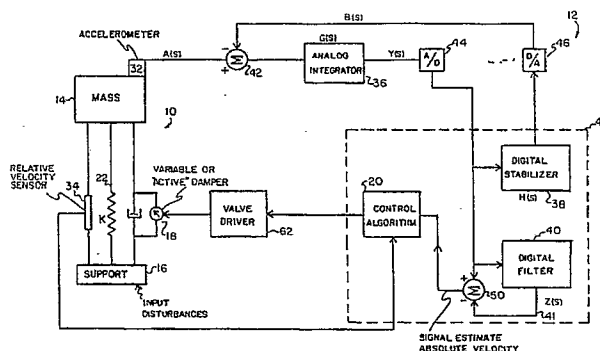 B(S)
12
ACCELEROMETER
32
A(S)
-
+
Σ
42
G(S)
ANALOG
INTEGRATOR
36
Y(S)
A/D
44
D/A
46
14
MASS
10
4
RELATIVE
VELOCITY
SENSOR
34
22
K
VARIABLE OR
"ACTIVE" DAMPER
18
VALVE
DRIVER
62
20
CONTROL
ALGORITHM
DIGITAL
STABILIZER
H(S)
38
40
DIGITAL
FILTER
+
Σ
50
-
Z(S)
41
SUPPORT
16
INPUT
DISTURBANCES
SIGNAL ESTIMATE
ABSOLUTE VELOCITY